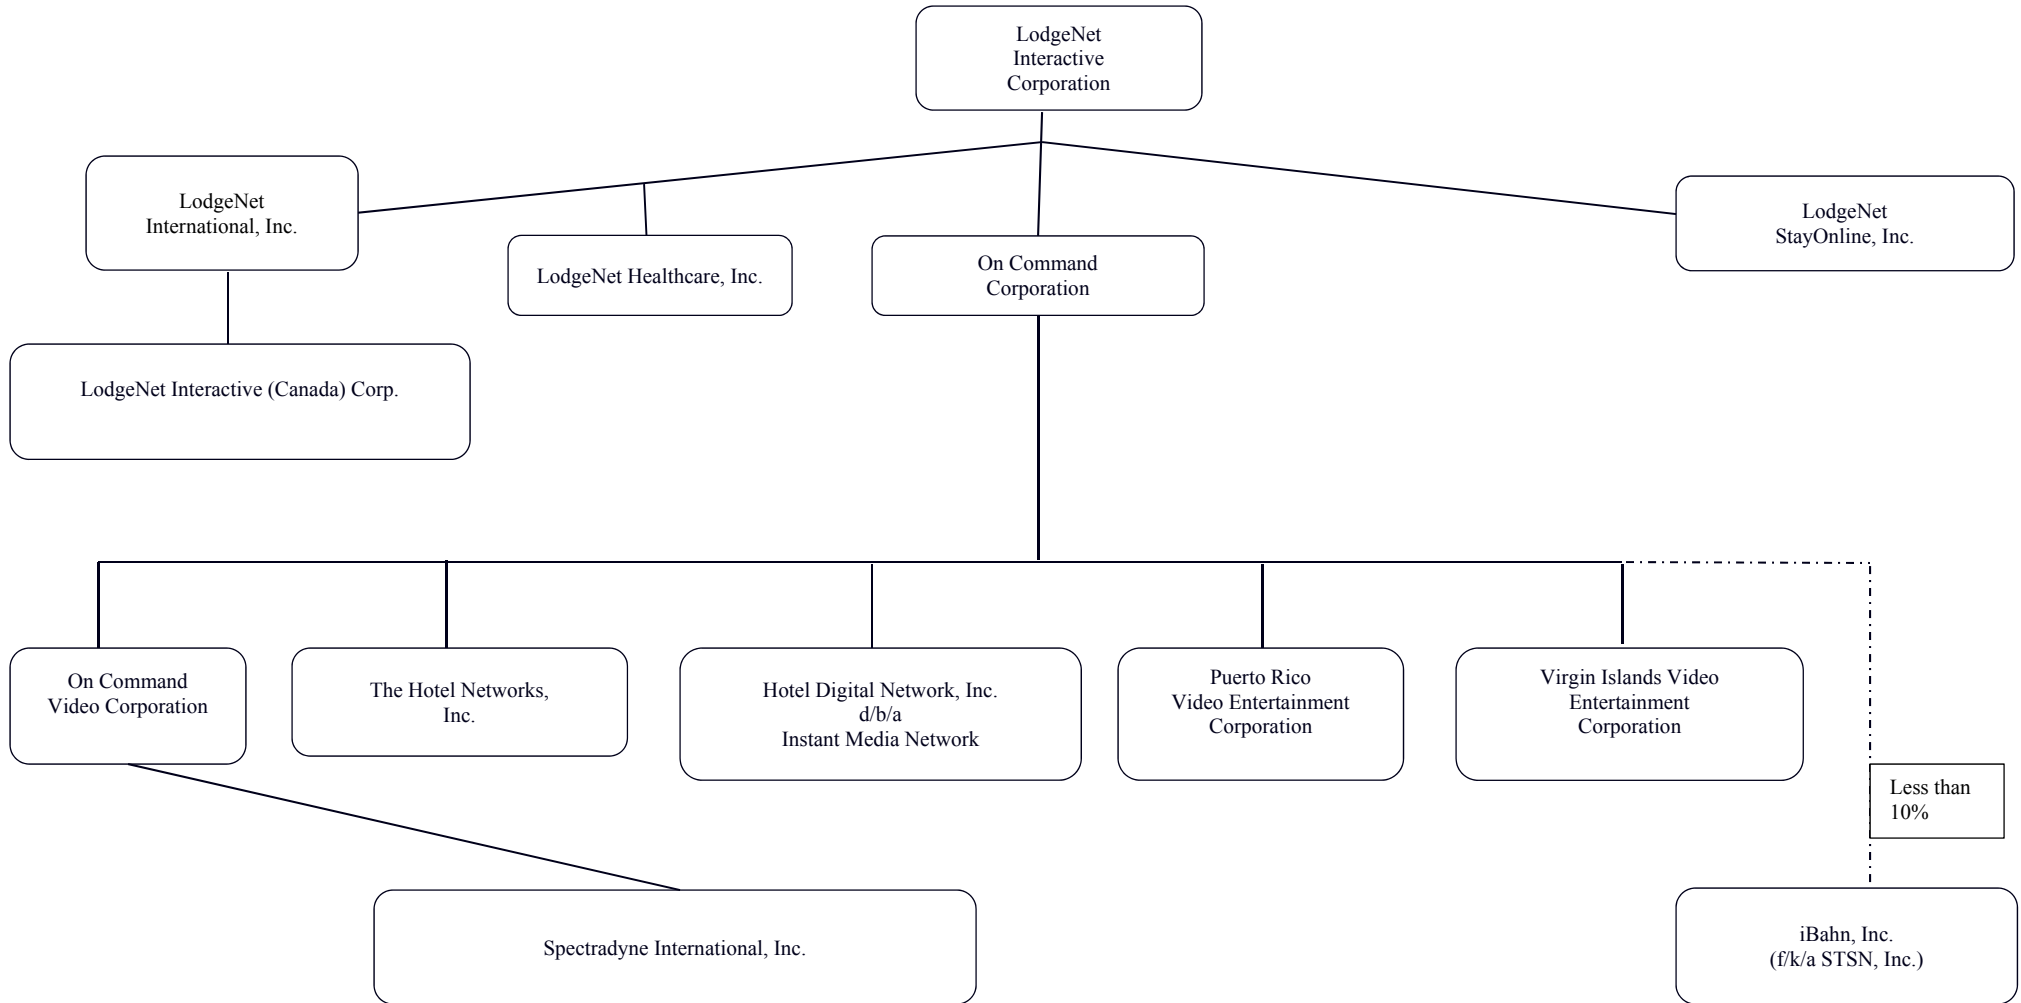 LodgeNet
Interactive
Corporation
LodgeNet
International, Inc.
LodgeNet Healthcare, Inc.
On Command
Corporation
LodgeNet
StayOnline, Inc.
LodgeNet Interactive (Canada) Corp.
On Command
Video Corporation
The Hotel Networks,
Inc.
Hotel Digital Network, Inc.
d/b/a
Instant Media Network
Puerto Rico
Video Entertainment
Corporation
Virgin Islands Video
Entertainment
Corporation
Less than
10%
Spectradyne International, Inc.
iBahn, Inc.
(f/k/a STSN, Inc.)